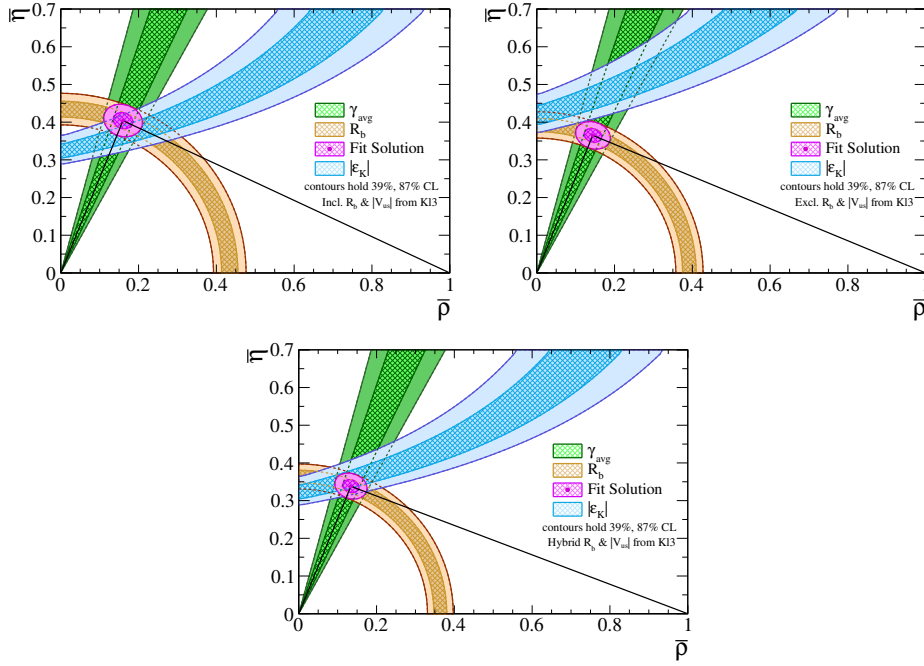 η̅
0.7
0.6
0.5
0.4
0.3
0.2
0.1
0
γavg
Rb
Fit Solution
|εK|
contours hold 39%, 87% CL
Incl. Rb & |Vus| from Kl3
0 0.2 0.4 0.6 0.8 1
ρ̅
η̅
0.7
0.6
0.5
0.4
0.3
0.2
0.1
0
γavg
Rb
Fit Solution
|εK|
contours hold 39%, 87% CL
Excl. Rb & |Vus| from Kl3
0 0.2 0.4 0.6 0.8 1
ρ̅
η̅
0.7
0.6
0.5
0.4
0.3
0.2
0.1
0
γavg
Rb
Fit Solution
|εK|
contours hold 39%, 87% CL
Hybrid Rb & |Vus| from Kl3
0 0.2 0.4 0.6 0.8 1
ρ̅